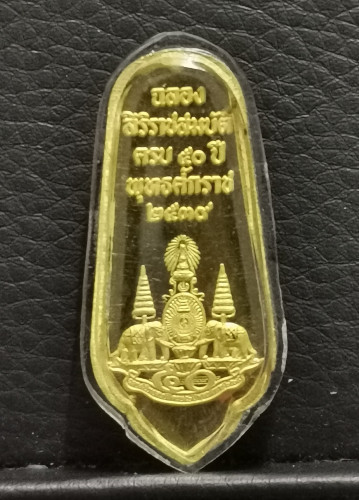 ฉลอง
สิริราชสมบัติ
ครบ ๕๐ ปี
พุทธศักราช
๒๕๓๙